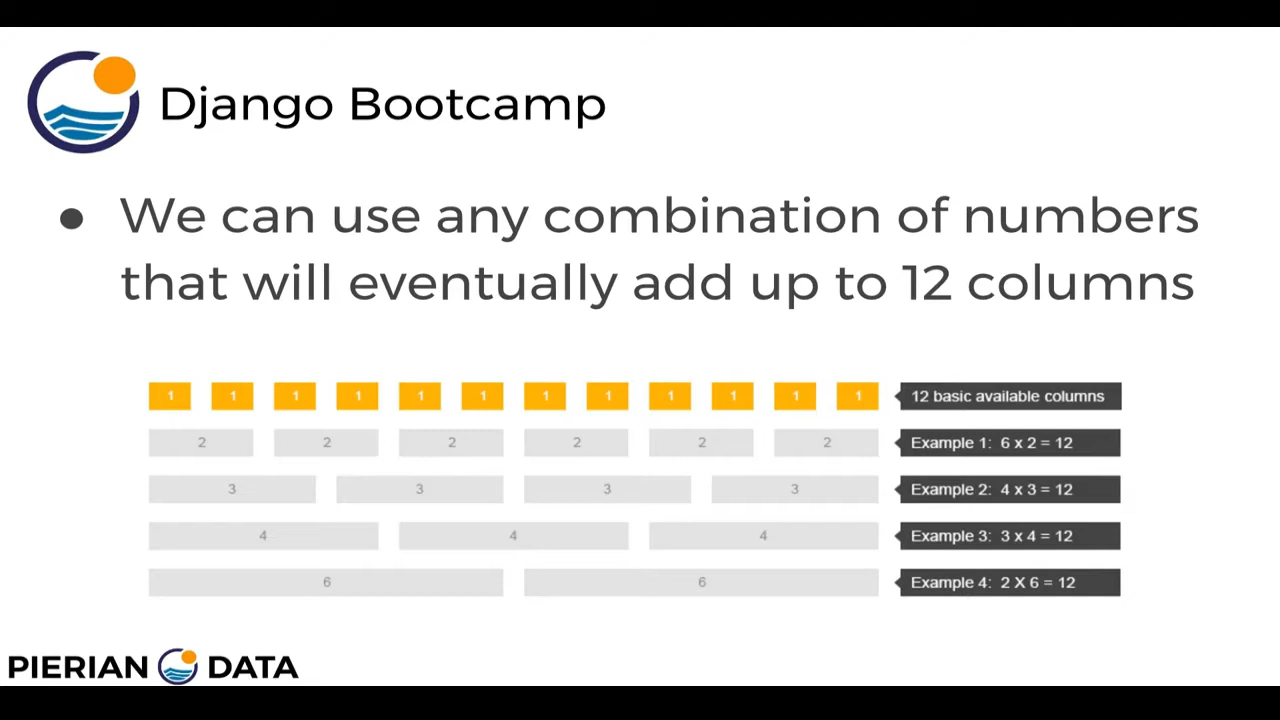 Django Bootcamp
● We can use any combination of numbers
that will eventually add up to 12 columns
1 1 1 1 1 1 1 1 1 1 1 1 12 basic available columns
2 2 2 2 2 2 Example 1: 6 x 2 = 12
3 3 3 3 Example 2: 4 x 3 = 12
4 4 4 Example 3: 3 x 4 = 12
6 6 Example 4: 2 X 6 = 12
PIERIAN DATA